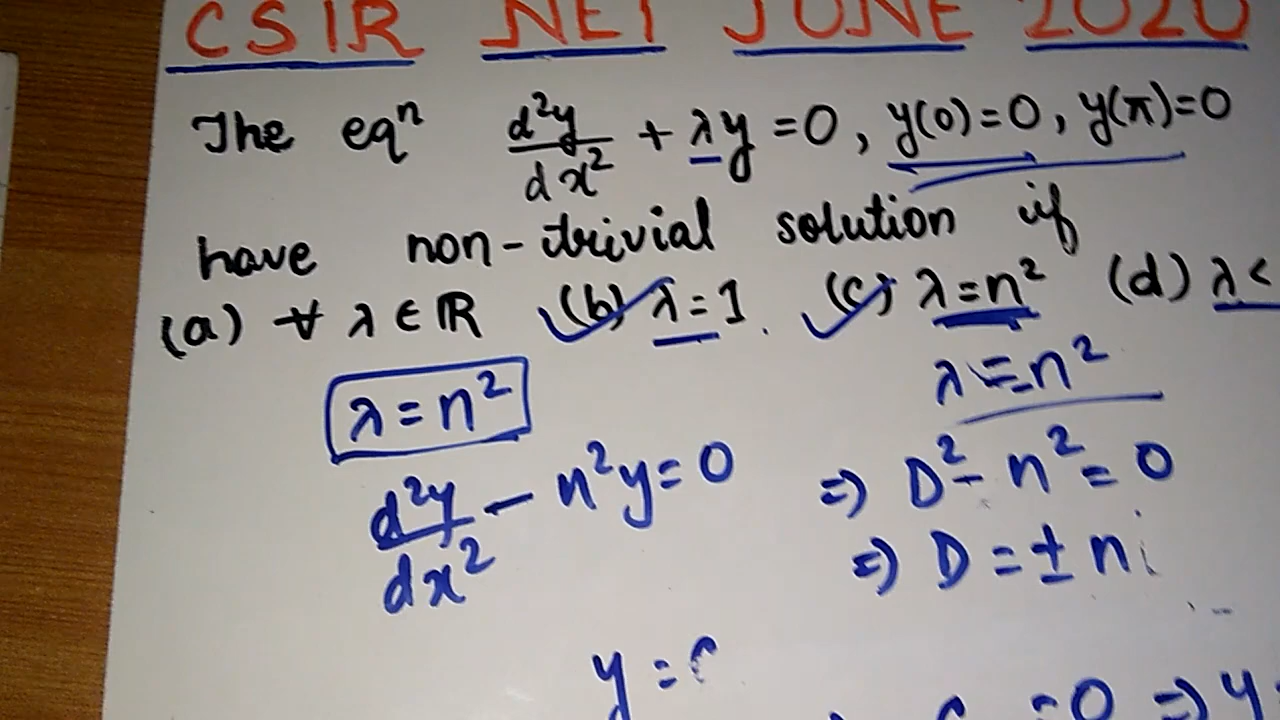 CSIR NET JUNE 2020
The eqⁿ d²y/dx² + λy = 0, y(0)=0, y(π)=0
have non-trivial solution if
(a) ∀ λ ∈ ℝ (b) λ=1. (c) λ=n² (d) λ<
λ=n²
λ=n²
d²y/dx² − n²y=0 ⇒ D²−n²=0
⇒ D=±ni
y =
=0 ⇒ y